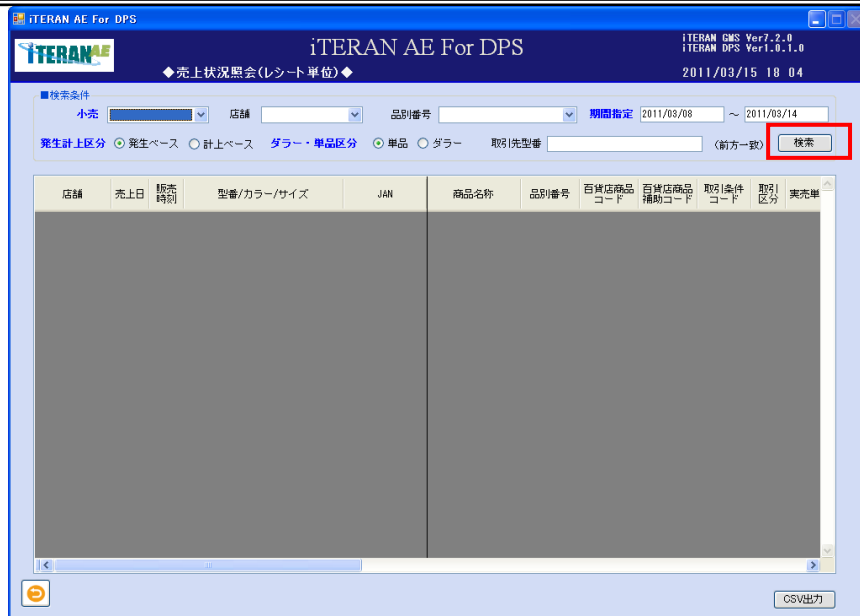 iTERAN AE For DPS
iTERAN AE
iTERAN AE For DPS
iTERAN GMS Ver7.2.0
iTERAN DPS Ver1.0.1.0
◆売上状況照会(レシート単位)◆
2011/03/15 18 04
■検索条件
小売 店舗 品別番号 期間指定 2011/03/08 ～ 2011/03/14
発生計上区分 発生ベース 計上ベース ダラー・単品区分 単品 ダラー 取引先型番 (前方一致) 検索
店舗 売上日 販売時刻 型番/カラー/サイズ JAN 商品名称 品別番号 百貨店商品コード 百貨店商品補助コード 取引条件コード 取引区分 実売単
CSV出力